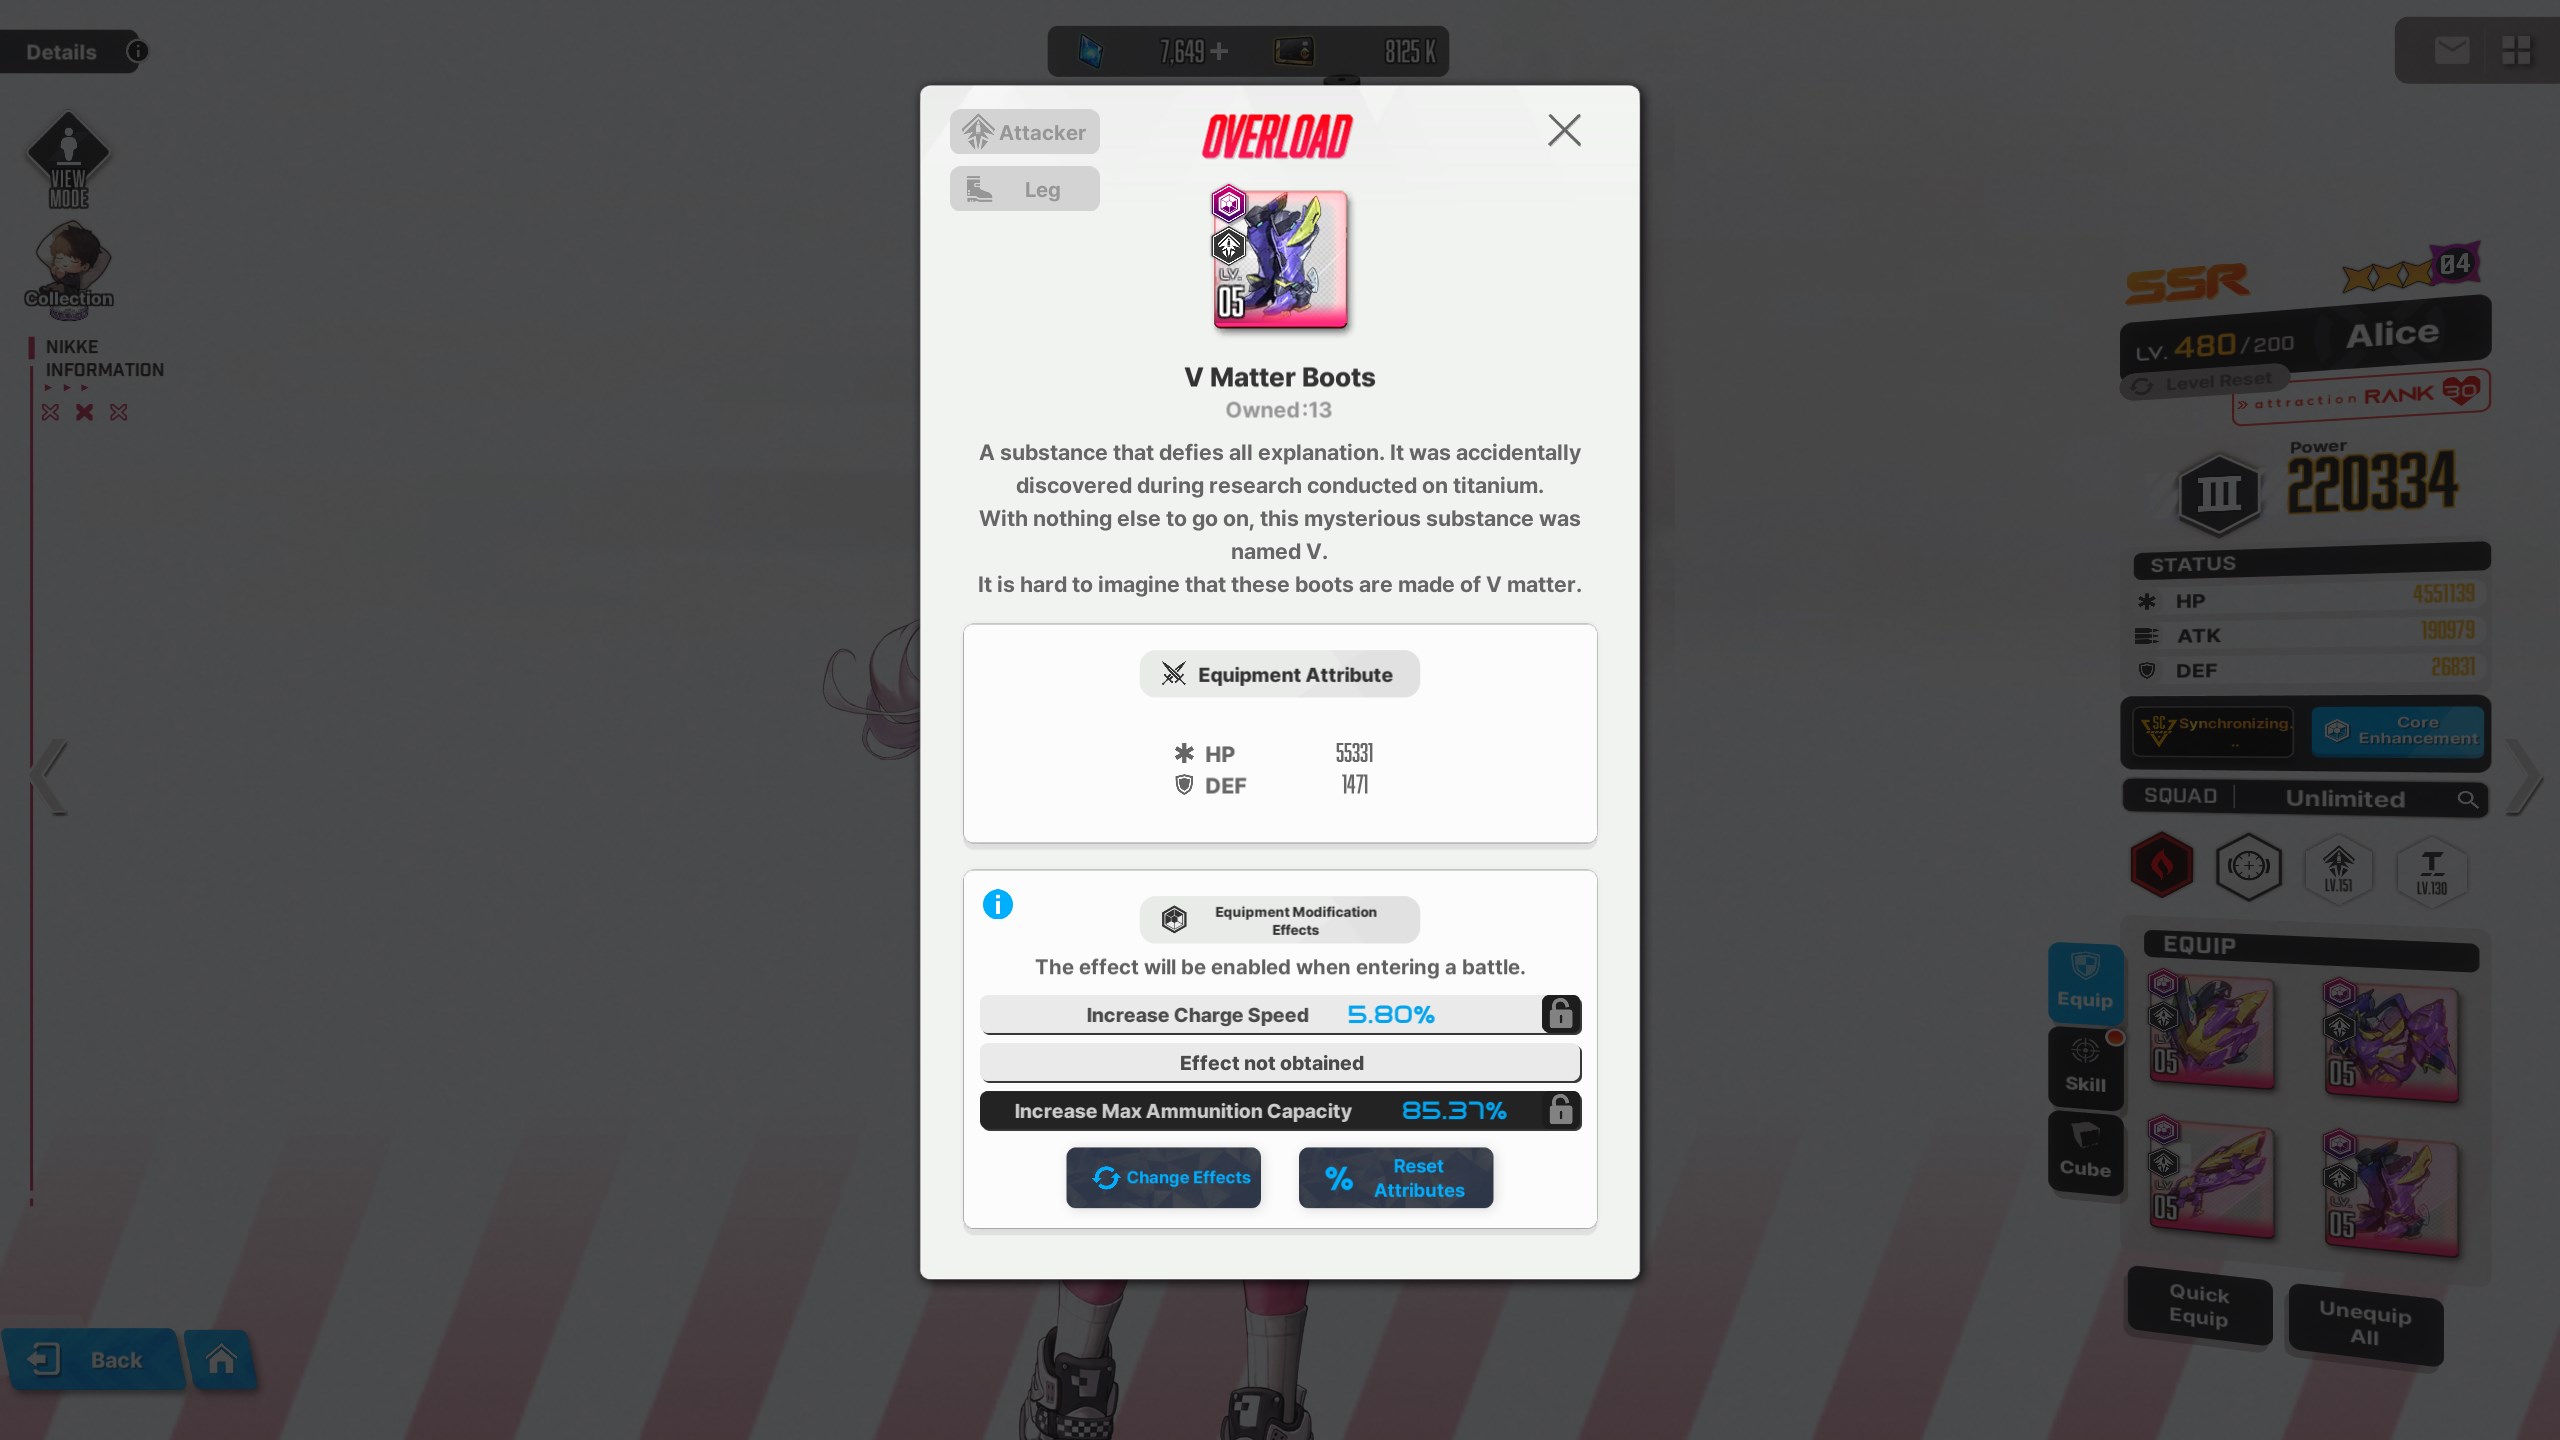 Details
7,649
8125 K
VIEW
MODE
Collection
NIKKE
INFORMATION
Attacker
Leg
OVERLOAD
LV.
05
V Matter Boots
Owned:13
A substance that defies all explanation. It was accidentally
discovered during research conducted on titanium.
With nothing else to go on, this mysterious substance was
named V.
It is hard to imagine that these boots are made of V matter.
Equipment Attribute
HP 55331
DEF 1471
Equipment Modification
Effects
The effect will be enabled when entering a battle.
Increase Charge Speed 5.80%
Effect not obtained
Increase Max Ammunition Capacity 85.37%
Change Effects
Reset
Attributes
SSR
04
LV. 480/200 Alice
Level Reset
attraction RANK 30
Power
220334
III
STATUS
HP 4551139
ATK 190979
DEF 26831
SC
Synchronizing.
..
Core
Enhancement
SQUAD Unlimited
LV.151
LV.130
EQUIP
Equip
Skill
Cube
LV.
05
LV.
05
LV.
05
LV.
05
Quick
Equip
Unequip
All
Back